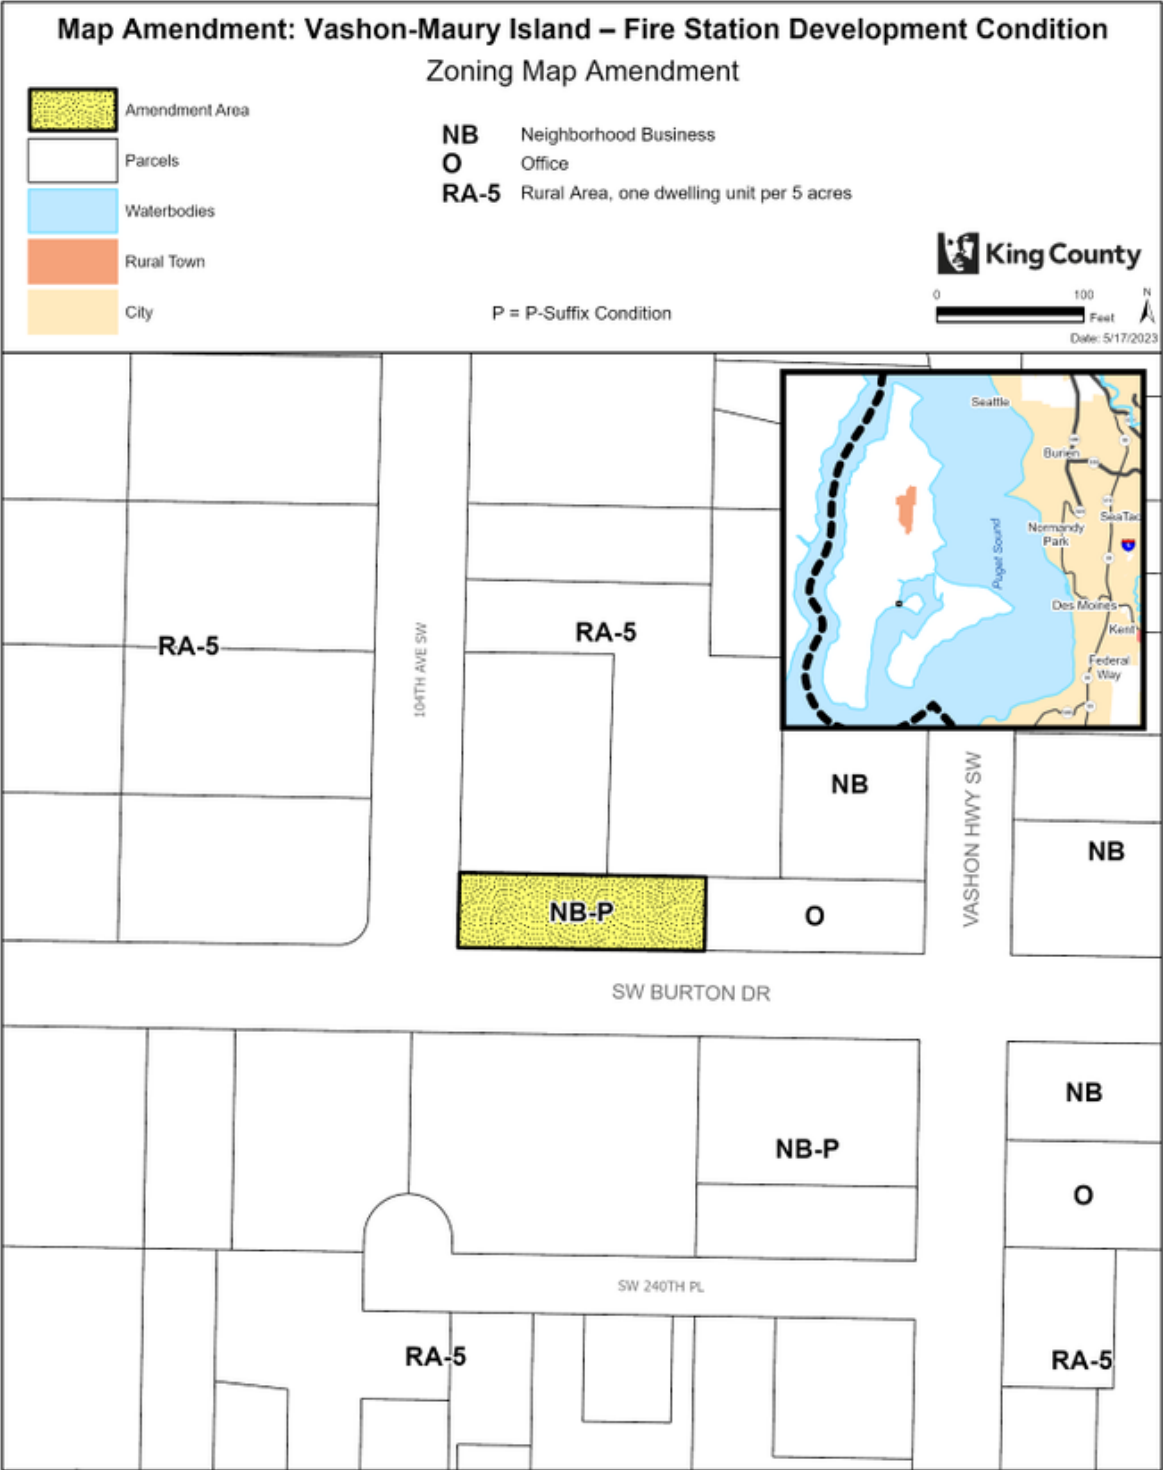 Map Amendment: Vashon-Maury Island – Fire Station Development Condition
Zoning Map Amendment
Amendment Area
Parcels
Waterbodies
Rural Town
City
NB Neighborhood Business
O Office
RA-5 Rural Area, one dwelling unit per 5 acres
P = P-Suffix Condition
King County
0 100
Feet
N
Date: 5/17/2023
Seattle
Burien
SeaTac
Normandy
Park
Puget Sound
Des Moines
Kent
Federal
Way
RA-5
104TH AVE SW
RA-5
NB
VASHON HWY SW
NB
NB-P
O
SW BURTON DR
NB
NB-P
O
SW 240TH PL
RA-5
RA-5